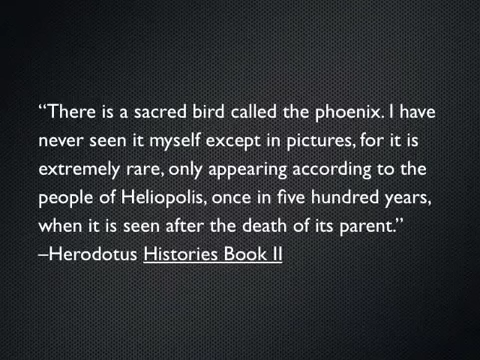 “There is a sacred bird called the phoenix. I have
never seen it myself except in pictures, for it is
extremely rare, only appearing according to the
people of Heliopolis, once in five hundred years,
when it is seen after the death of its parent.”
–Herodotus Histories Book II